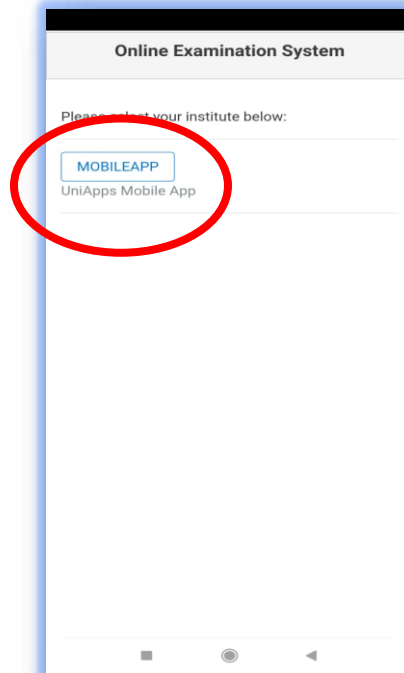 Online Examination System
Please select your institute below:
MOBILEAPP
UniApps Mobile App